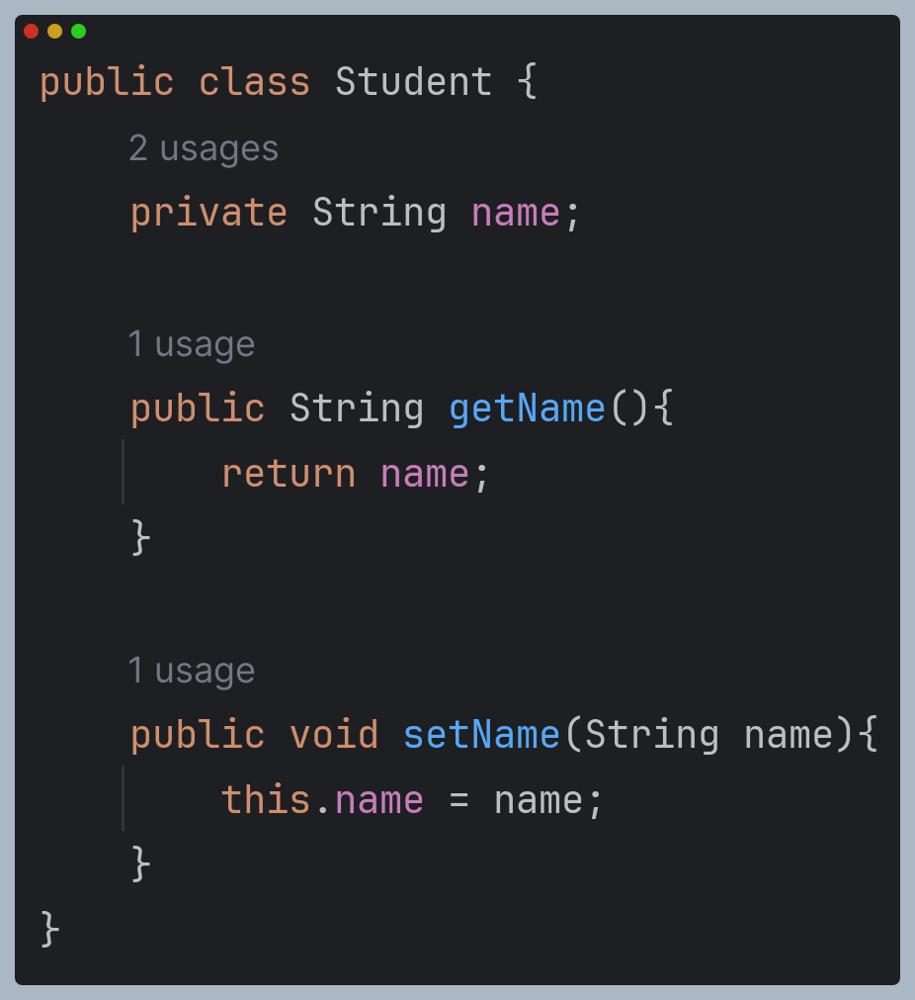 public class Student {
2 usages
private String name;
1 usage
public String getName(){
return name;
}
1 usage
public void setName(String name){
this.name = name;
}
}